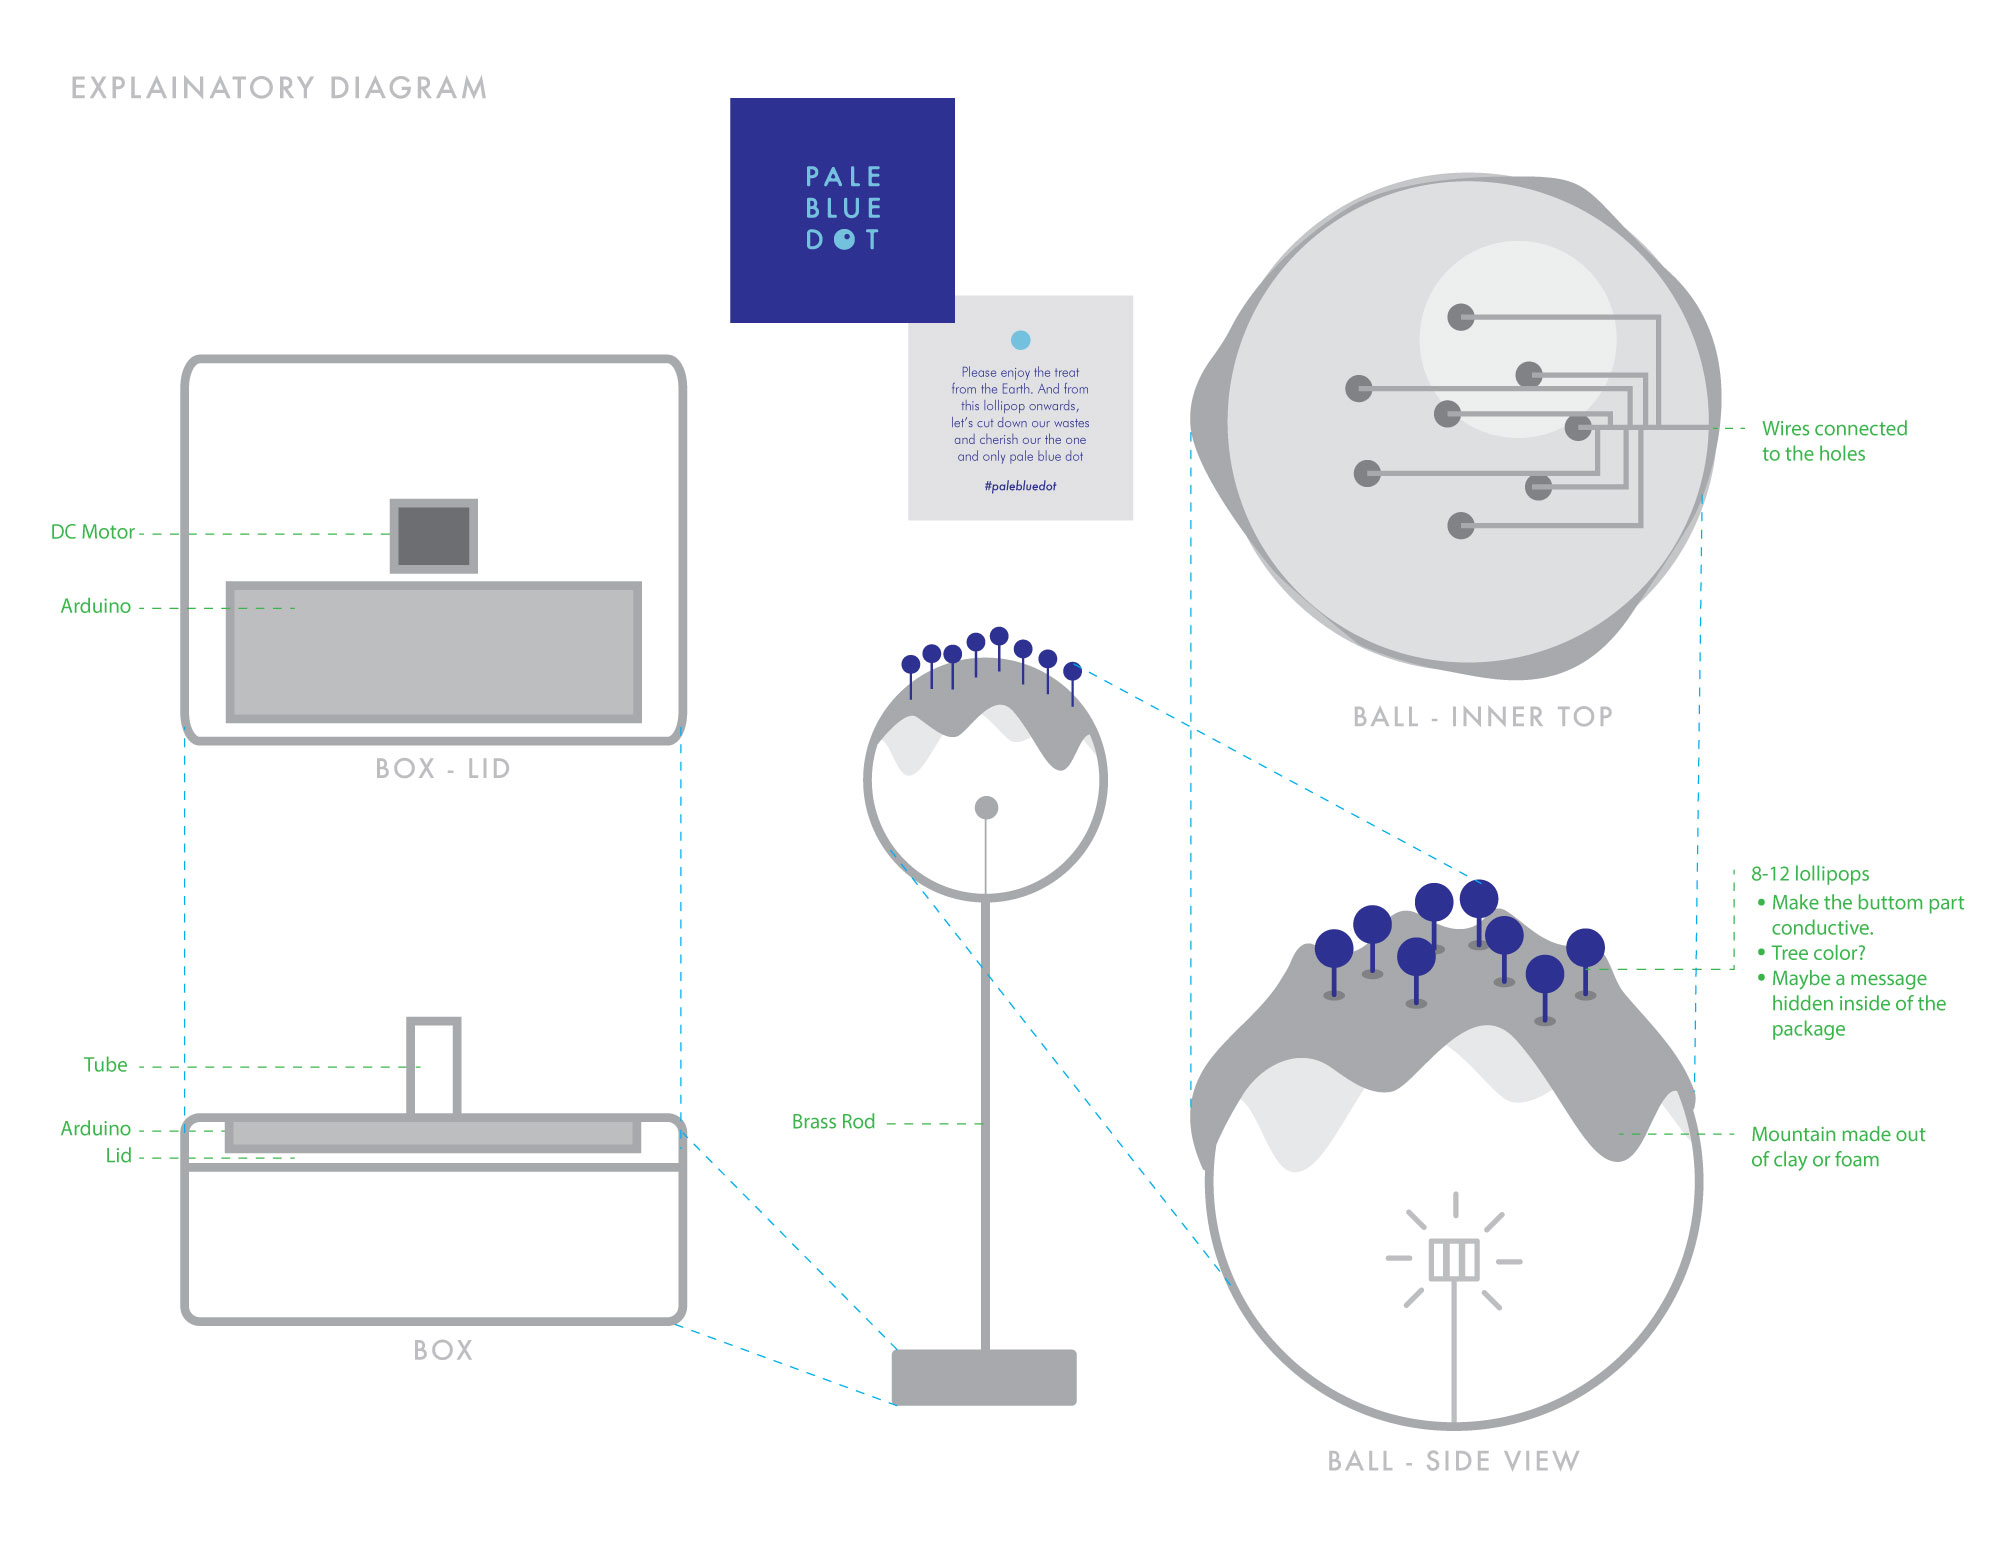 EXPLAINATORY DIAGRAM
PALE
BLUE
DOT
Please enjoy the treat
from the Earth. And from
this lollipop onwards,
let's cut down our wastes
and cherish our the one
and only pale blue dot
#palebluedot
DC Motor
Arduino
BOX - LID
Tube
Arduino
Lid
BOX
Brass Rod
Wires connected
to the holes
BALL - INNER TOP
8-12 lollipops
• Make the buttom part
conductive.
• Tree color?
• Maybe a message
hidden inside of the
package
Mountain made out
of clay or foam
BALL - SIDE VIEW